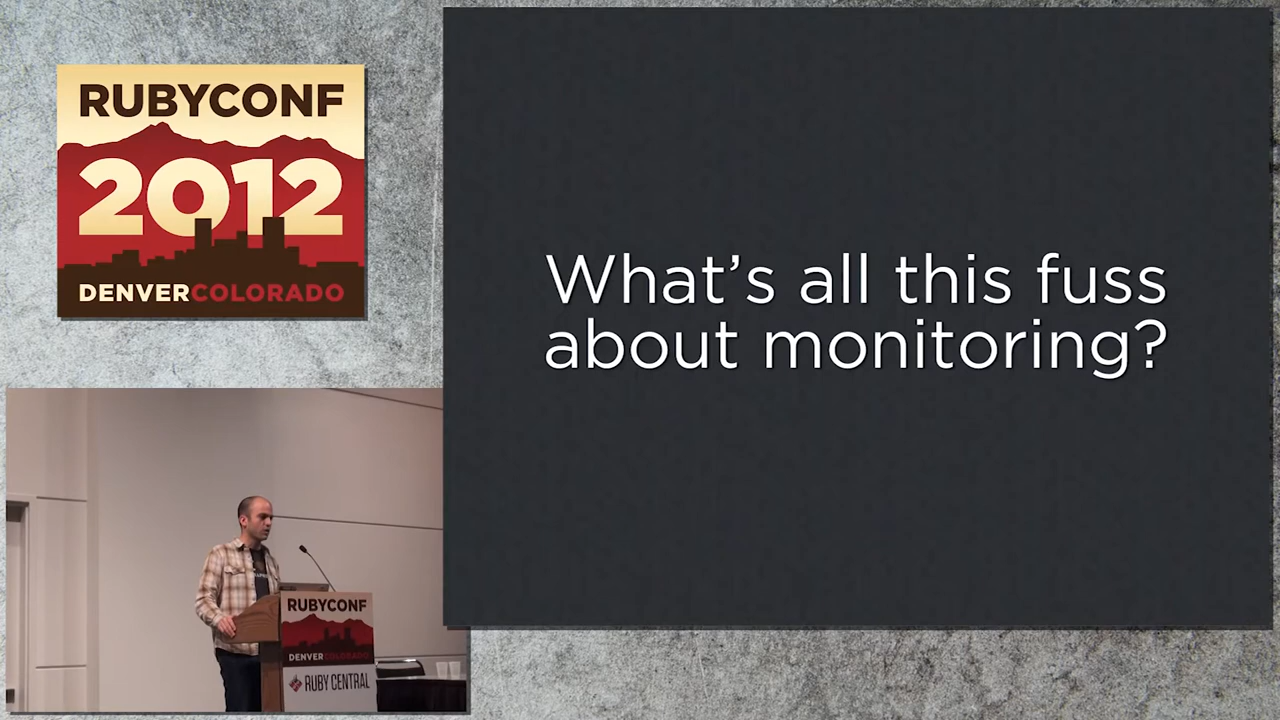 RUBYCONF
2012
DENVERCOLORADO
What's all this fuss
about monitoring?
RUBYCONF
DENVERCOLORADO
RUBY CENTRAL